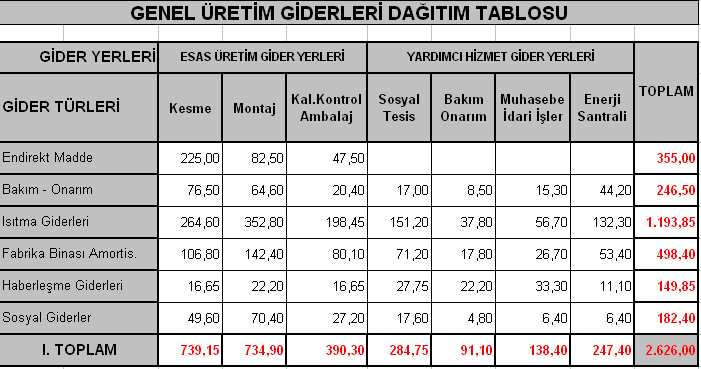 GENEL ÜRETİM GİDERLERİ DAĞITIM TABLOSU
GİDER YERLERİ ESAS ÜRETİM GİDER YERLERİ YARDIMCI HİZMET GİDER YERLERİ TOPLAM
GİDER TÜRLERİ Kesme Montaj Kal.Kontrol Ambalaj Sosyal Tesis Bakım Onarım Muhasebe İdari İşler Enerji Santrali
Endirekt Madde 225,00 82,50 47,50 355,00
Bakım - Onarım 76,50 64,60 20,40 17,00 8,50 15,30 44,20 246,50
Isıtma Giderleri 264,60 352,80 198,45 151,20 37,80 56,70 132,30 1.193,85
Fabrika Binası Amortis. 106,80 142,40 80,10 71,20 17,80 26,70 53,40 498,40
Haberleşme Giderleri 16,65 22,20 16,65 27,75 22,20 33,30 11,10 149,85
Sosyal Giderler 49,60 70,40 27,20 17,60 4,80 6,40 6,40 182,40
I. TOPLAM 739,15 734,90 390,30 284,75 91,10 138,40 247,40 2.626,00